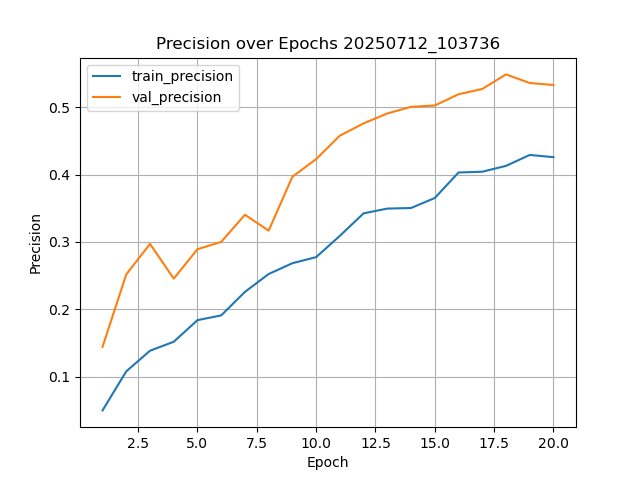 Precision over Epochs 20250712_103736
train_precision
val_precision
0.5
0.4
0.3
0.2
0.1
Precision
2.5 5.0 7.5 10.0 12.5 15.0 17.5 20.0
Epoch